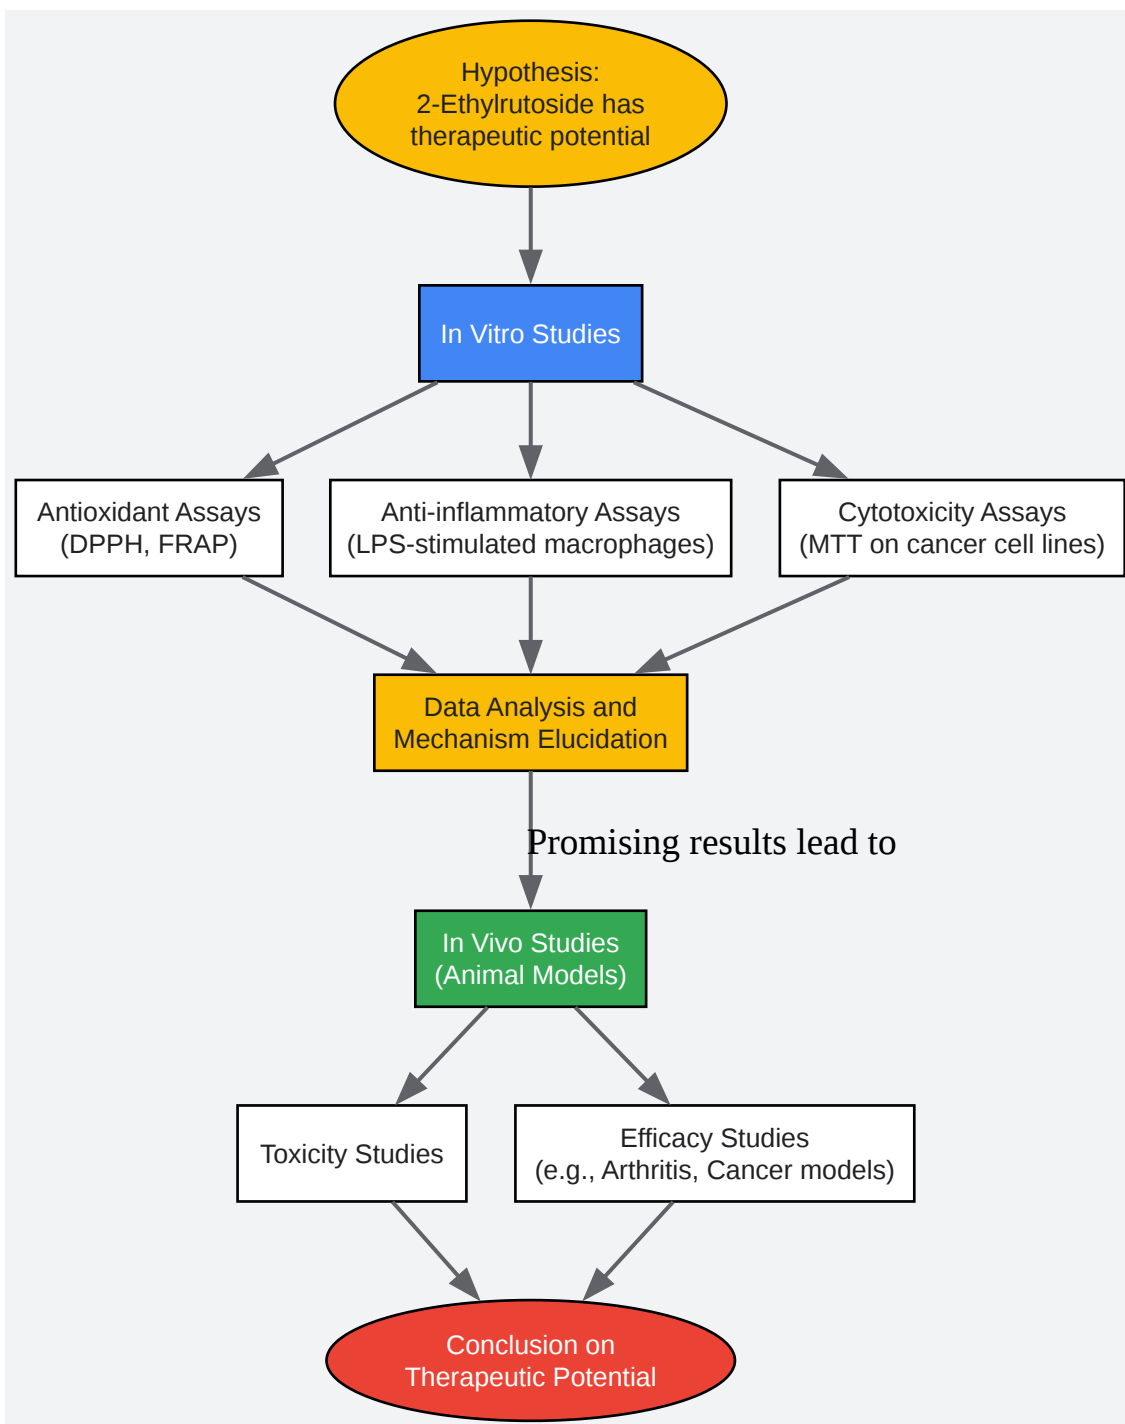 Hypothesis:
2-Ethylrutoside has
therapeutic potential
In Vitro Studies
Antioxidant Assays
(DPPH, FRAP)
Anti-inflammatory Assays
(LPS-stimulated macrophages)
Cytotoxicity Assays
(MTT on cancer cell lines)
Data Analysis and
Mechanism Elucidation
Promising results lead to
In Vivo Studies
(Animal Models)
Toxicity Studies
Efficacy Studies
(e.g., Arthritis, Cancer models)
Conclusion on
Therapeutic Potential